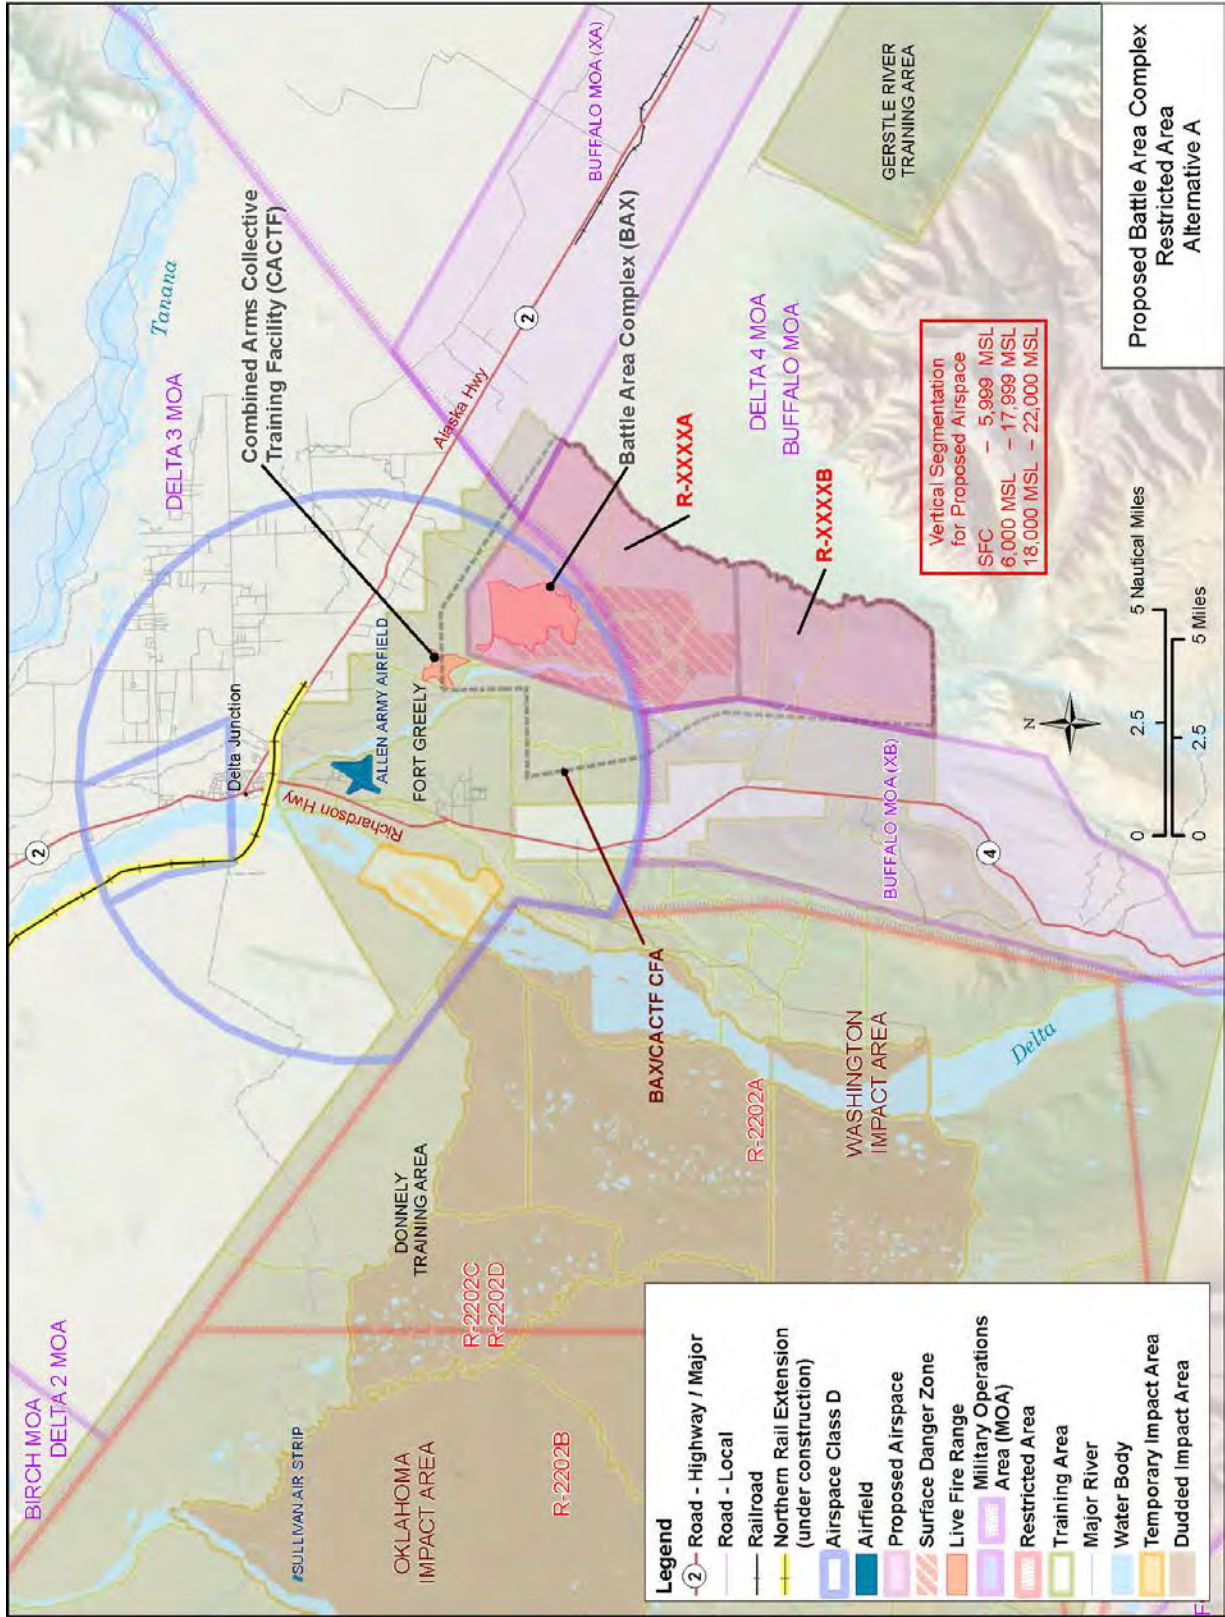 Proposed Battle Area Complex
Restricted Area
Alternative A
BIRCH MOA
DELTA 2 MOA
DELTA 3 MOA
Tanana
2
Delta Junction
Combined Arms Collective
Training Facility (CACTF)
SULLIVAN AIR STRIP
ALLEN ARMY AIRFIELD
Richardson Hwy
Alaska Hwy
2
FORT GREELY
DONNELY
TRAINING AREA
OKLAHOMA
IMPACT AREA
R-2202C
R-2202D
R-2202B
BUFFALO MOA (XA)
Battle Area Complex (BAX)
BAX/CACTF CFA
R-XXXXA
R-2202A
DELTA 4 MOA
BUFFALO MOA
R-XXXXB
WASHINGTON
IMPACT AREA
BUFFALO MOA (XB)
GERSTLE RIVER
TRAINING AREA
4
Delta
Vertical Segmentation
for Proposed Airspace
SFC – 5,999 MSL
6,000 MSL – 17,999 MSL
18,000 MSL – 22,000 MSL
N
0 2.5 5 Nautical Miles
0 2.5 5 Miles
Legend
2 Road - Highway / Major
Road - Local
Railroad
Northern Rail Extension
(under construction)
Airspace Class D
Airfield
Proposed Airspace
Surface Danger Zone
Live Fire Range
Military Operations
Area (MOA)
Restricted Area
Training Area
Major River
Water Body
Temporary Impact Area
Dudded Impact Area